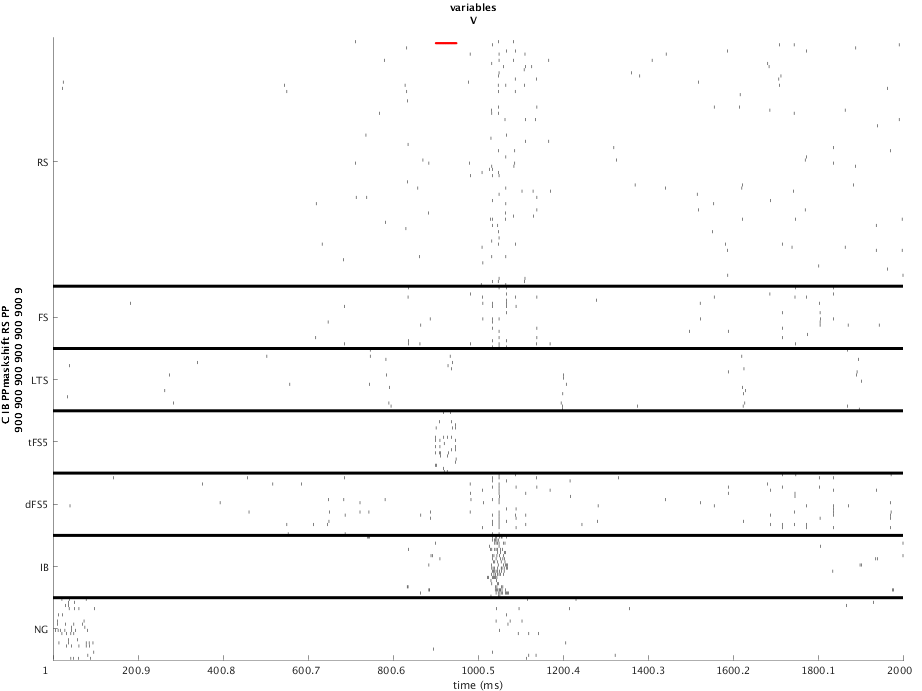 variables
V
RS
FS
LTS
tFS5
dFS5
IB
NG
C IB PPmaskshift RS PP
900 900 900 900 900 900 900 9
1
200.9
400.8
600.7
800.6
1000.5
1200.4
1400.3
1600.2
1800.1
2000
time (ms)